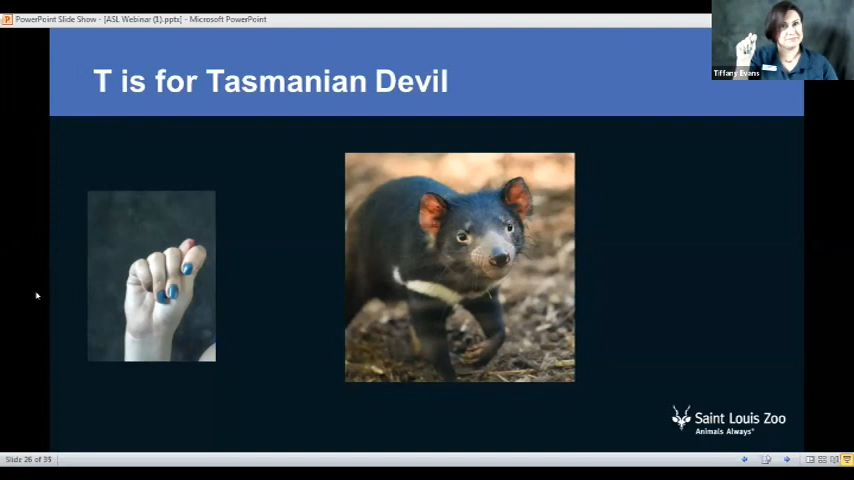 PowerPoint Slide Show - [ASL Webinar (1).pptx] - Microsoft PowerPoint
Tiffany Evans
T is for Tasmanian Devil
Saint Louis Zoo
Animals Always®
Slide 26 of 35